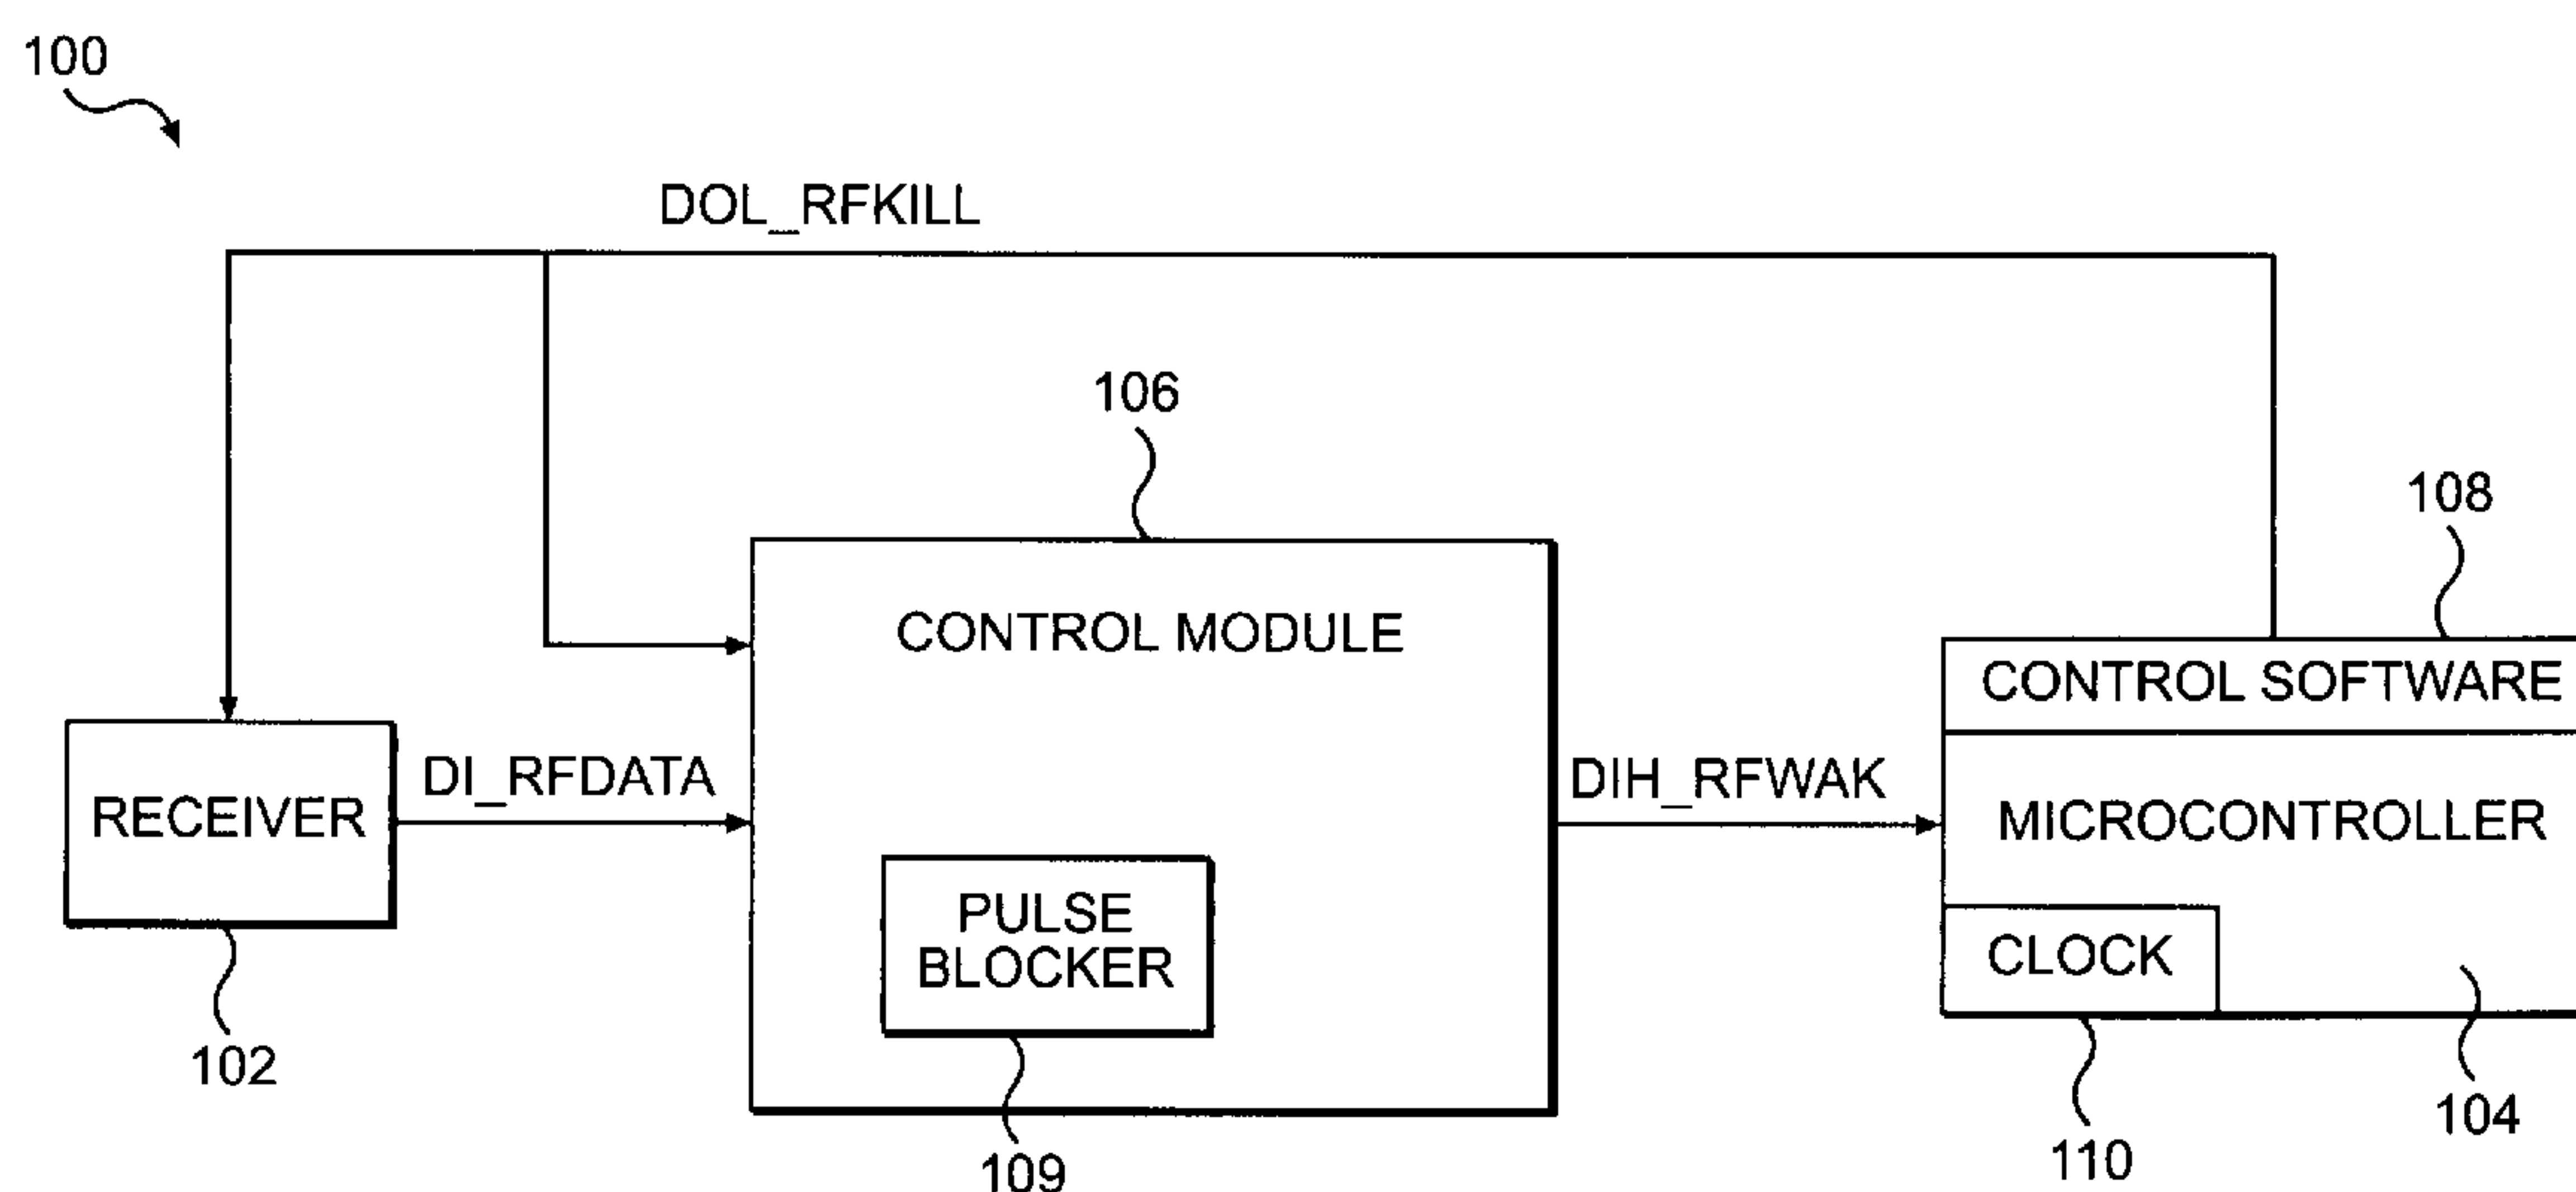 100
DOL_RFKILL
106
108
CONTROL MODULE
CONTROL SOFTWARE
DI_RFDATA
DIH_RFWAK
RECEIVER
MICROCONTROLLER
PULSE
BLOCKER
CLOCK
102
104
109
110